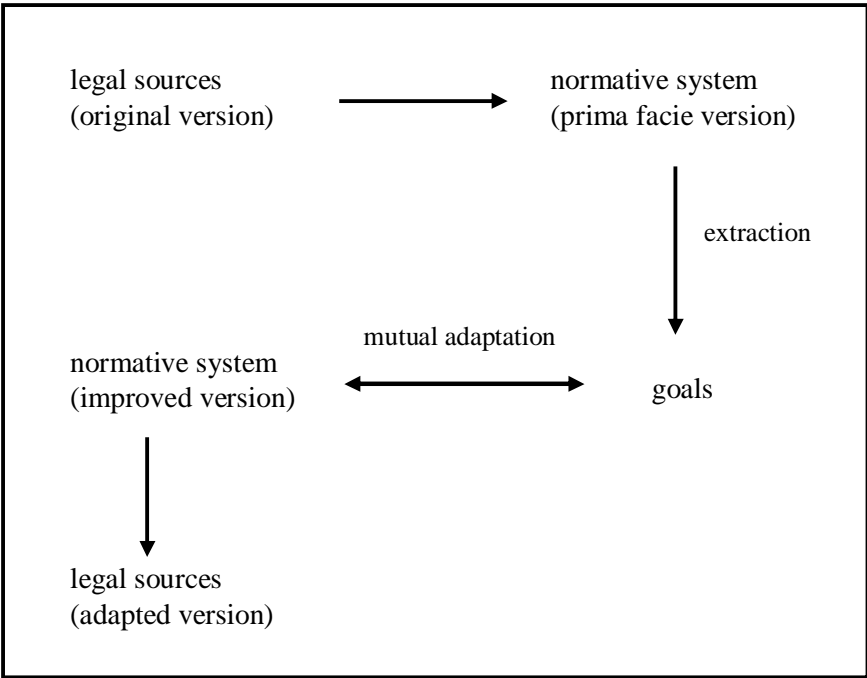 legal sources
(original version)
normative system
(prima facie version)
extraction
mutual adaptation
normative system
(improved version)
goals
legal sources
(adapted version)